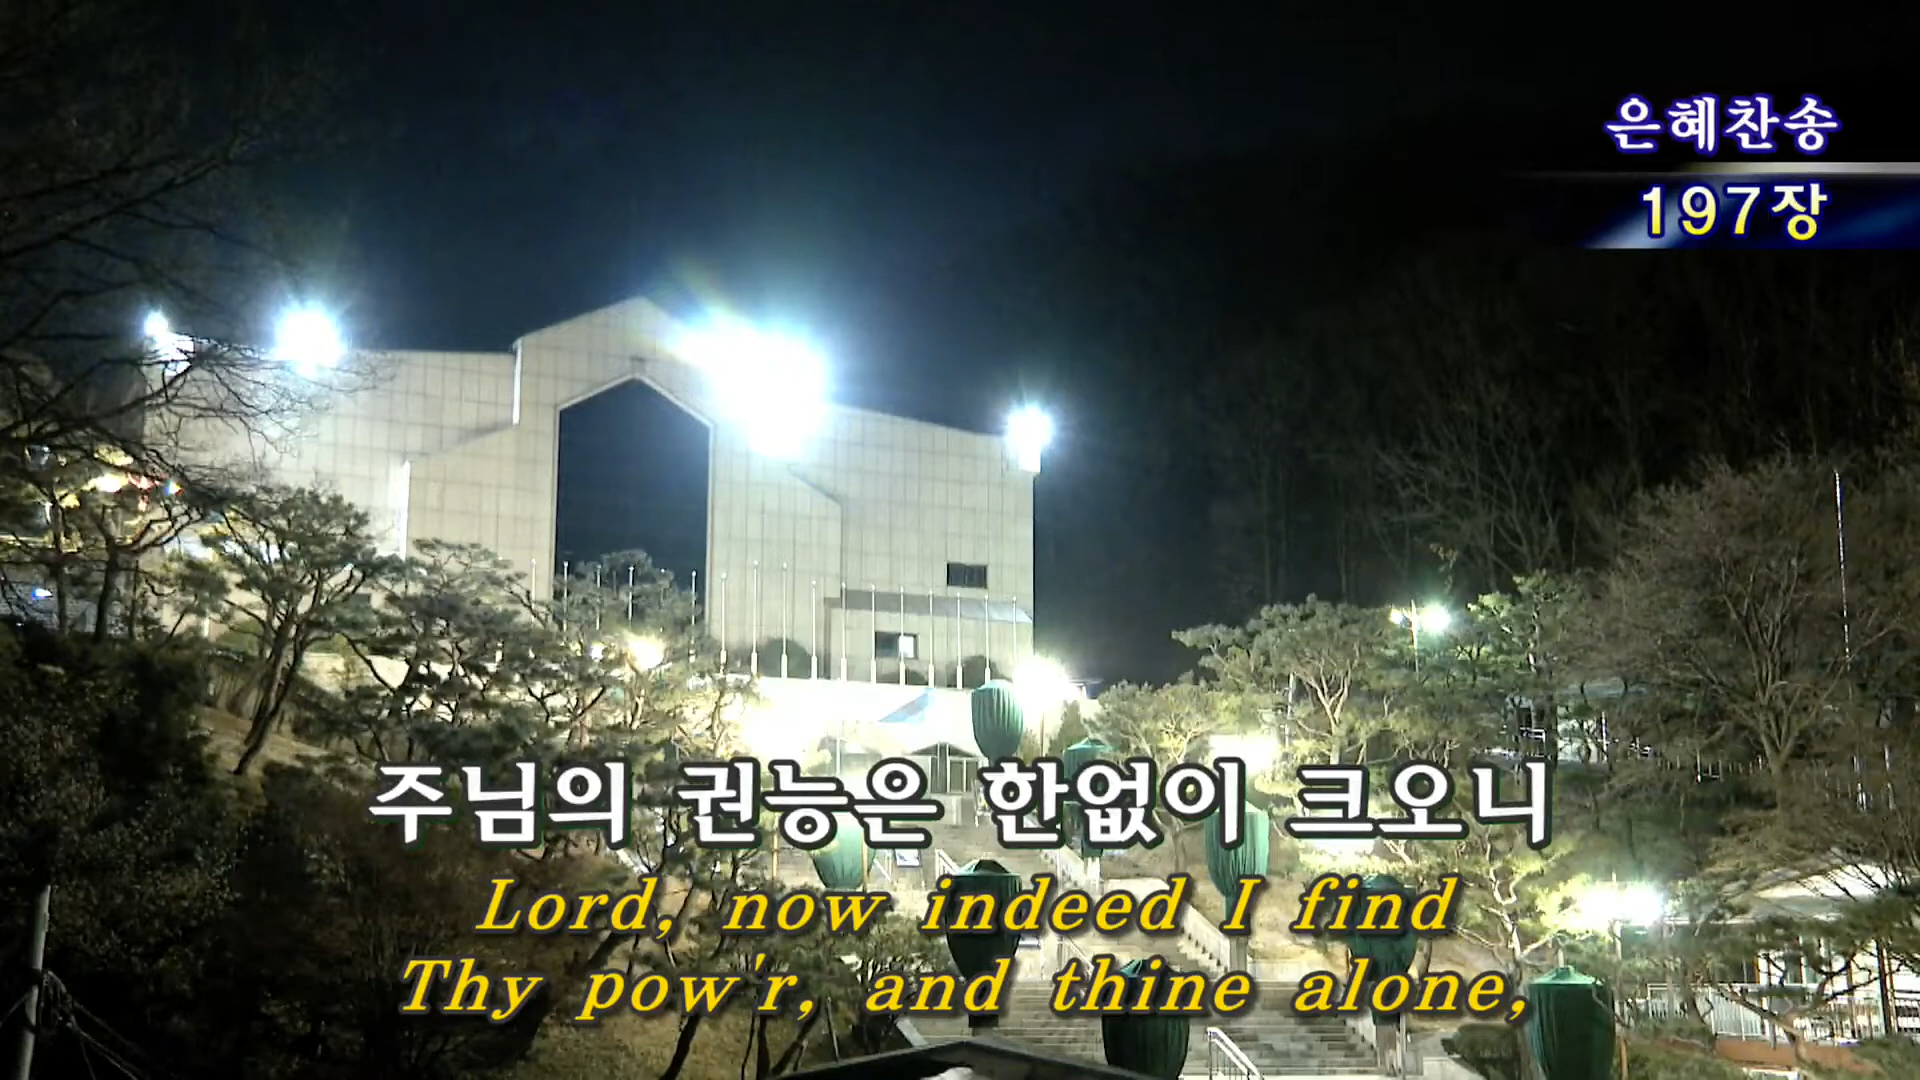 은혜찬송
197장
주님의 권능은 한없이 크오니
Lord, now indeed I find
Thy pow'r, and thine alone,